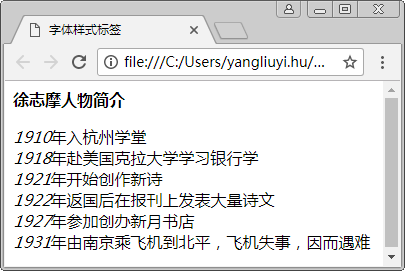 字体样式标签
file:///C:/Users/yangliuyi.hu/...
徐志摩人物简介
1910年入杭州学堂
1918年赴美国克拉大学学习银行学
1921年开始创作新诗
1922年返国后在报刊上发表大量诗文
1927年参加创办新月书店
1931年由南京乘飞机到北平，飞机失事，因而遇难